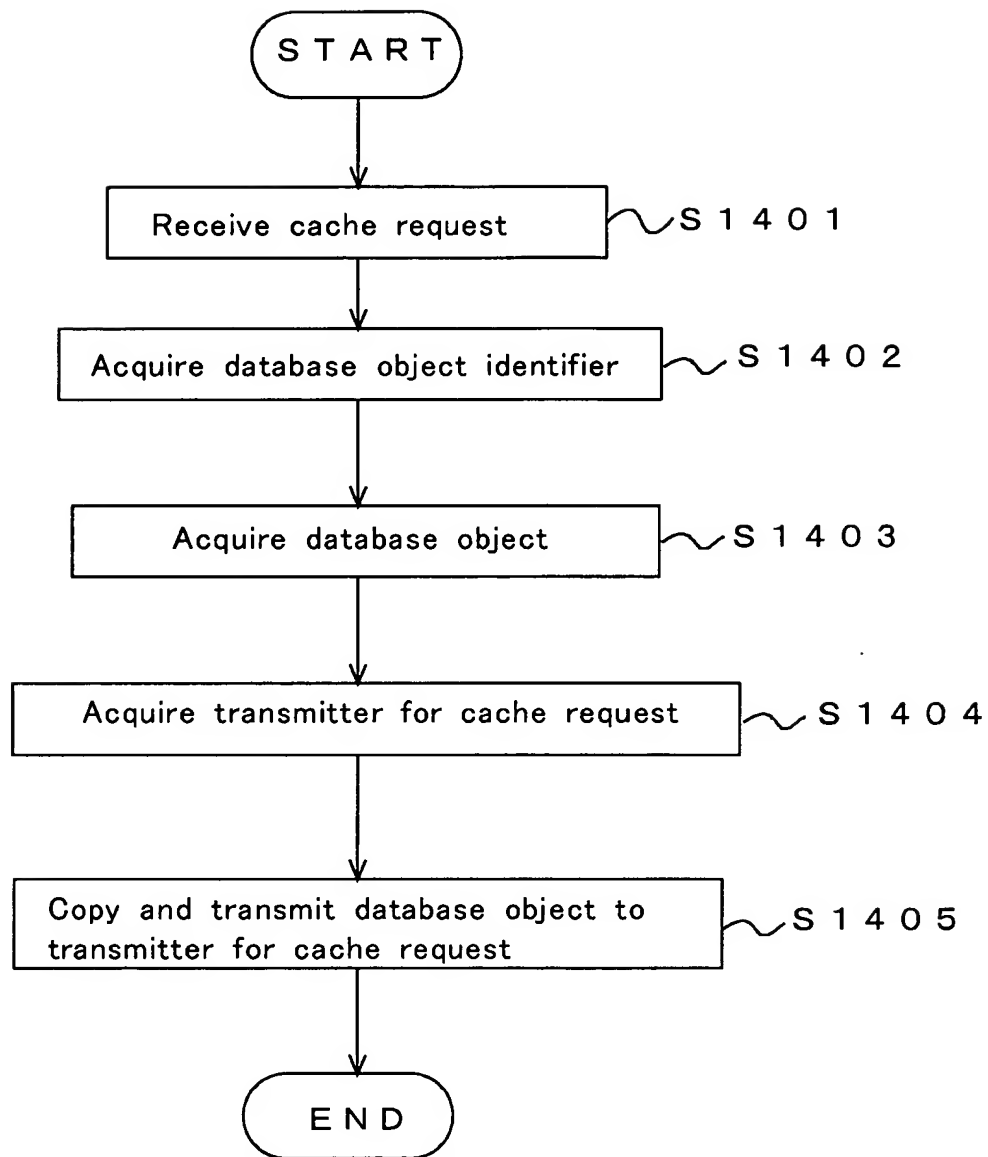 START
Receive cache request
S1401
Acquire database object identifier
S1402
Acquire database object
S1403
Acquire transmitter for cache request
S1404
Copy and transmit database object to
transmitter for cache request
S1405
END